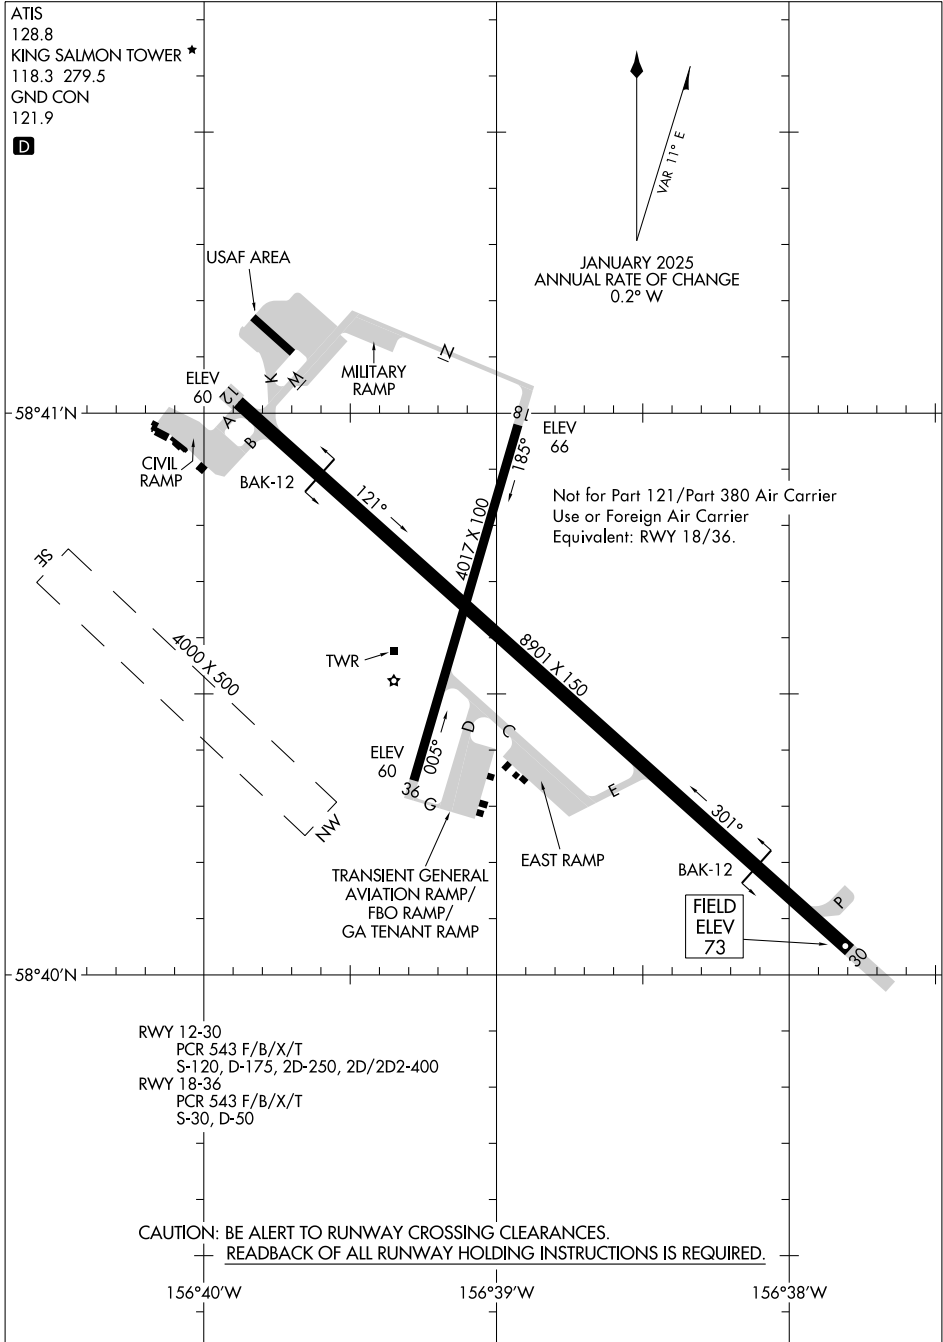 ATIS
128.8
KING SALMON TOWER ★
118.3 279.5
GND CON
121.9
D
VAR 11° E
JANUARY 2025
ANNUAL RATE OF CHANGE
0.2° W
USAF AREA
MILITARY
RAMP
N
K
M
ELEV
60
12
58°41'N
A
B
CIVIL
RAMP
BAK-12
121°
18
ELEV
66
185°
4017 X 100
Not for Part 121/Part 380 Air Carrier
Use or Foreign Air Carrier
Equivalent: RWY 18/36.
SE
4000 X 500
NW
TWR
8901 X 150
ELEV
60
005°
36
D
C
G
E
TRANSIENT GENERAL
AVIATION RAMP/
FBO RAMP/
GA TENANT RAMP
EAST RAMP
301°
BAK-12
P
FIELD
ELEV
73
30
58°40'N
RWY 12-30
PCR 543 F/B/X/T
S-120, D-175, 2D-250, 2D/2D2-400
RWY 18-36
PCR 543 F/B/X/T
S-30, D-50
CAUTION: BE ALERT TO RUNWAY CROSSING CLEARANCES.
READBACK OF ALL RUNWAY HOLDING INSTRUCTIONS IS REQUIRED.
156°40'W
156°39'W
156°38'W